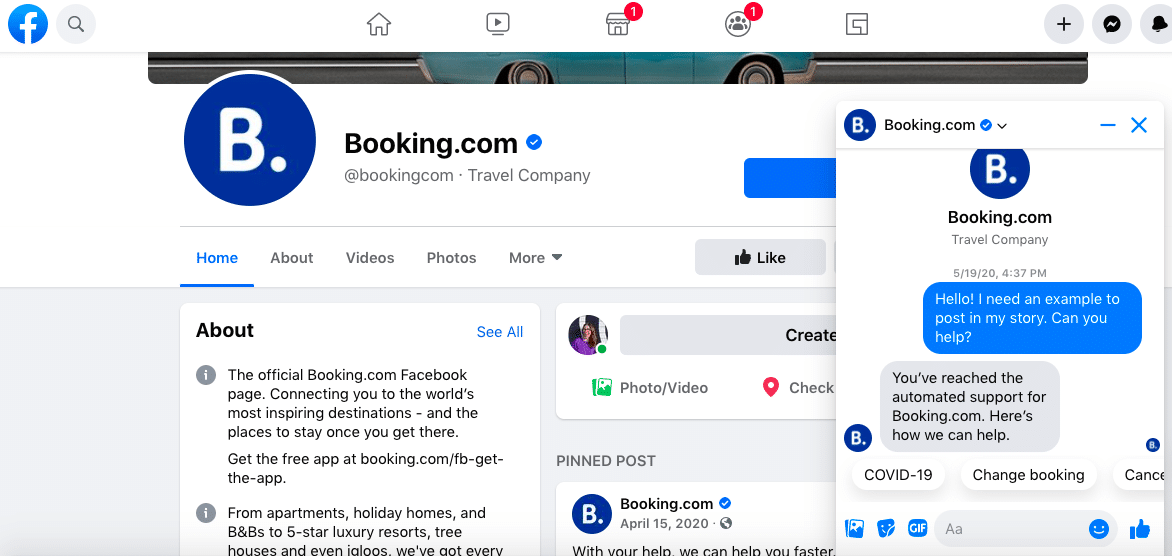 1
1
B.
Booking.com
@bookingcom · Travel Company
Home
About
Videos
Photos
More
Like
About
See All
The official Booking.com Facebook
page. Connecting you to the world's
most inspiring destinations - and the
places to stay once you get there.
Get the free app at booking.com/fb-get-
the-app.
From apartments, holiday homes, and
B&Bs to 5-star luxury resorts, tree
houses and even igloos, we've got every
Create
Photo/Video
Check
PINNED POST
B.
Booking.com
April 15, 2020 ·
With your help, we can help you faster.
B.
Booking.com
B.
Booking.com
Travel Company
5/19/20, 4:37 PM
Hello! I need an example to
post in my story. Can you
help?
You've reached the
automated support for
Booking.com. Here's
how we can help.
B.
B.
COVID-19
Change booking
Cance
GIF
Aa